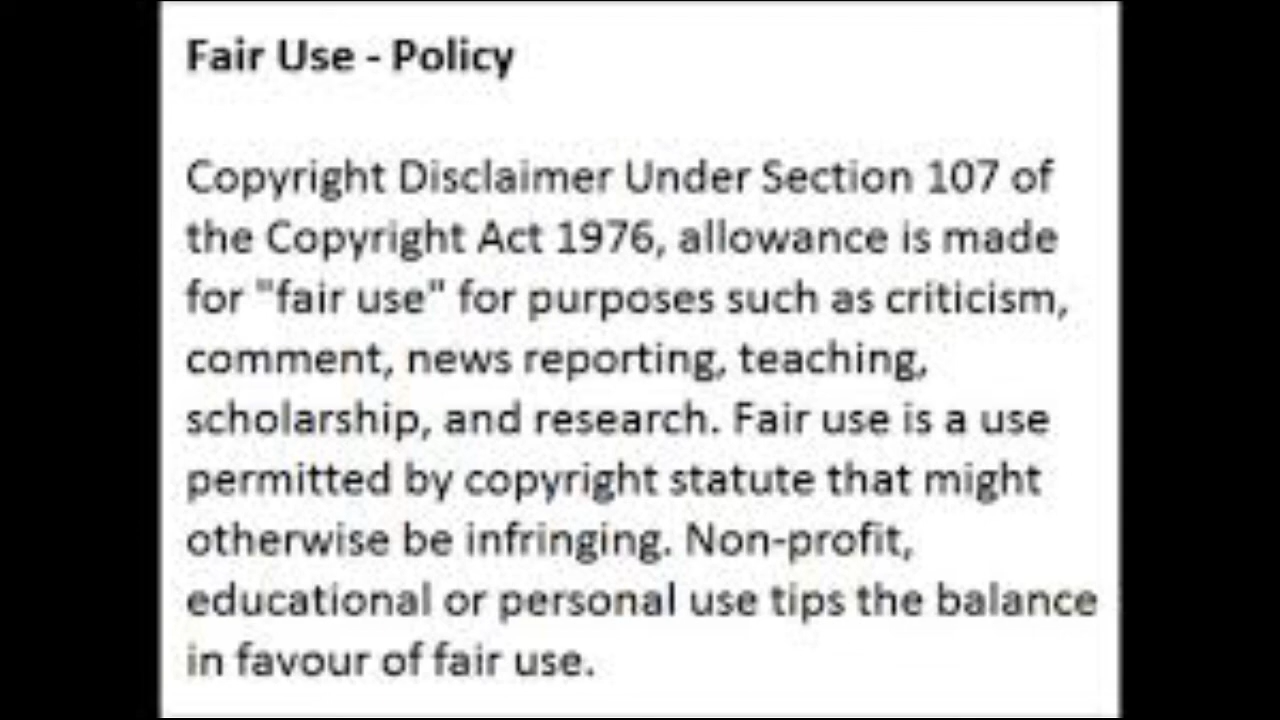 Fair Use - Policy
Copyright Disclaimer Under Section 107 of
the Copyright Act 1976, allowance is made
for "fair use" for purposes such as criticism,
comment, news reporting, teaching,
scholarship, and research. Fair use is a use
permitted by copyright statute that might
otherwise be infringing. Non-profit,
educational or personal use tips the balance
in favour of fair use.